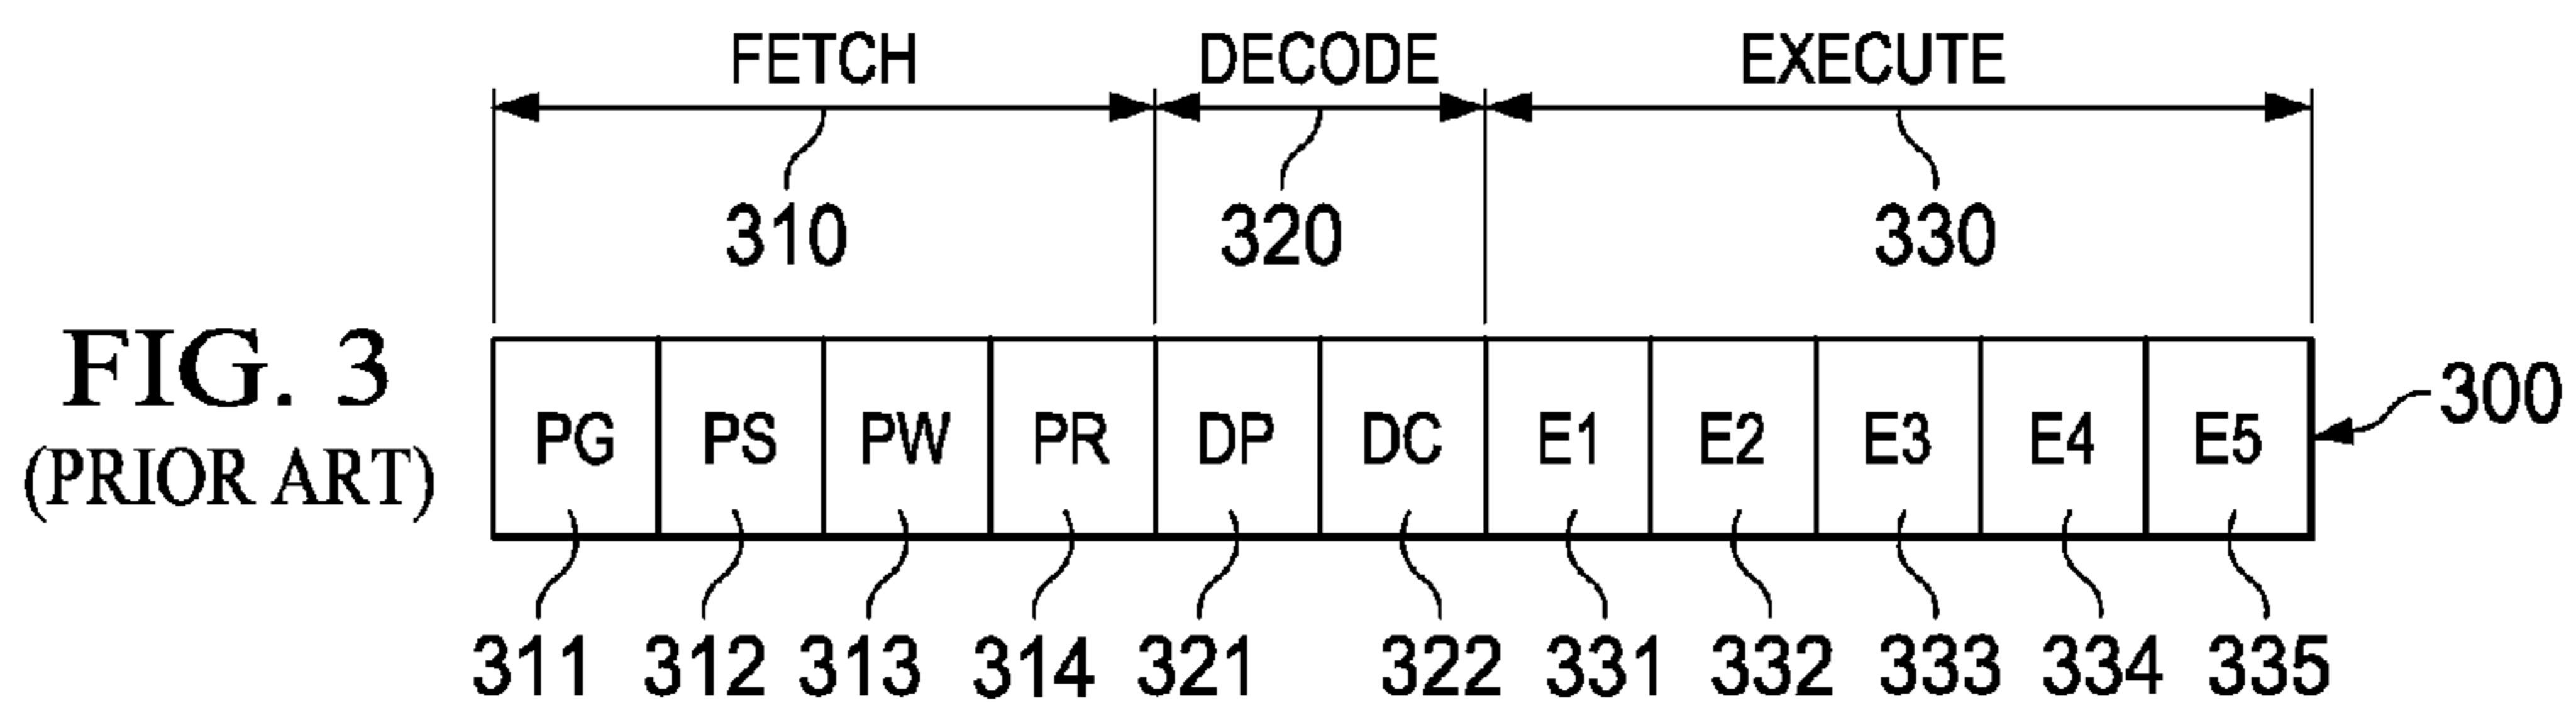 FETCH DECODE EXECUTE
310 320 330
FIG. 3
(PRIOR ART)
PG PS PW PR DP DC E1 E2 E3 E4 E5
300
311 312 313 314 321 322 331 332 333 334 335